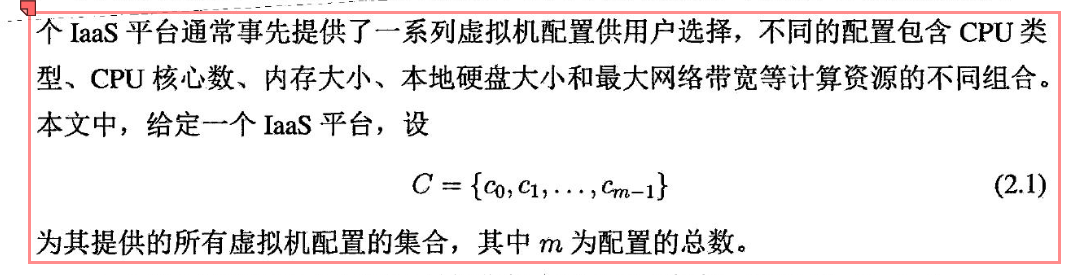 个 IaaS 平台通常事先提供了一系列虚拟机配置供用户选择，不同的配置包含 CPU 类
型、CPU 核心数、内存大小、本地硬盘大小和最大网络带宽等计算资源的不同组合。
本文中，给定一个 IaaS 平台，设
C = {c₀, c₁, . . . , cₘ₋₁} (2.1)
为其提供的所有虚拟机配置的集合，其中 m 为配置的总数。